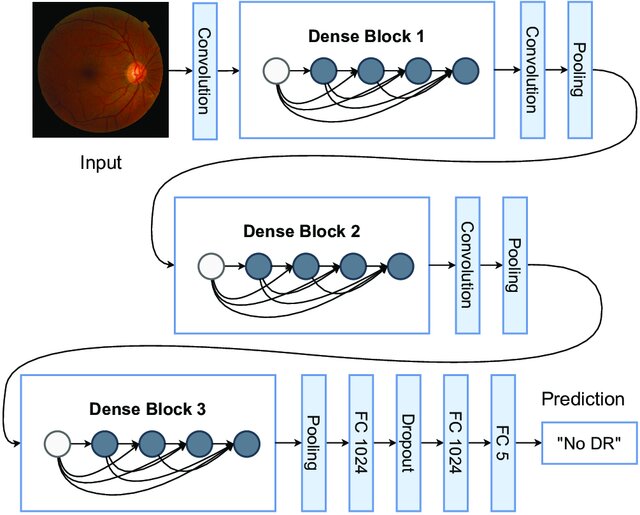 Input
Convolution
Dense Block 1
Convolution
Pooling
Dense Block 2
Convolution
Pooling
Dense Block 3
Pooling
FC 1024
Dropout
FC 1024
FC 5
Prediction
"No DR"